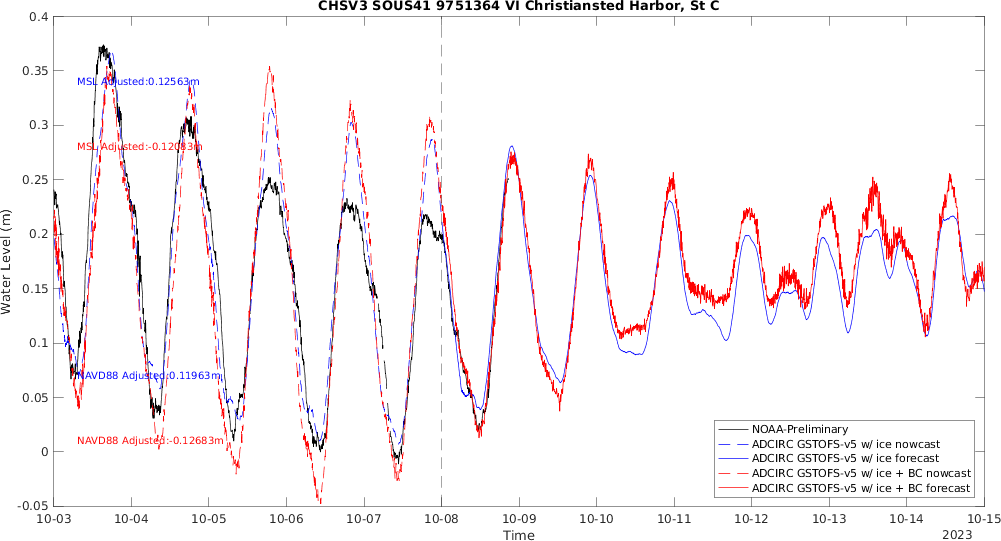 CHSV3 SOUS41 9751364 VI Christiansted Harbor, St C
Water Level (m)
0.4
0.35
0.3
0.25
0.2
0.15
0.1
0.05
0
-0.05
MSL Adjusted:0.12563m
MSL Adjusted:-0.12083m
NAVD88 Adjusted:0.11963m
NAVD88 Adjusted:-0.12683m
NOAA-Preliminary
ADCIRC GSTOFS-v5 w/ ice nowcast
ADCIRC GSTOFS-v5 w/ ice forecast
ADCIRC GSTOFS-v5 w/ ice + BC nowcast
ADCIRC GSTOFS-v5 w/ ice + BC forecast
10-03 10-04 10-05 10-06 10-07 10-08 10-09 10-10 10-11 10-12 10-13 10-14 10-15
Time
2023